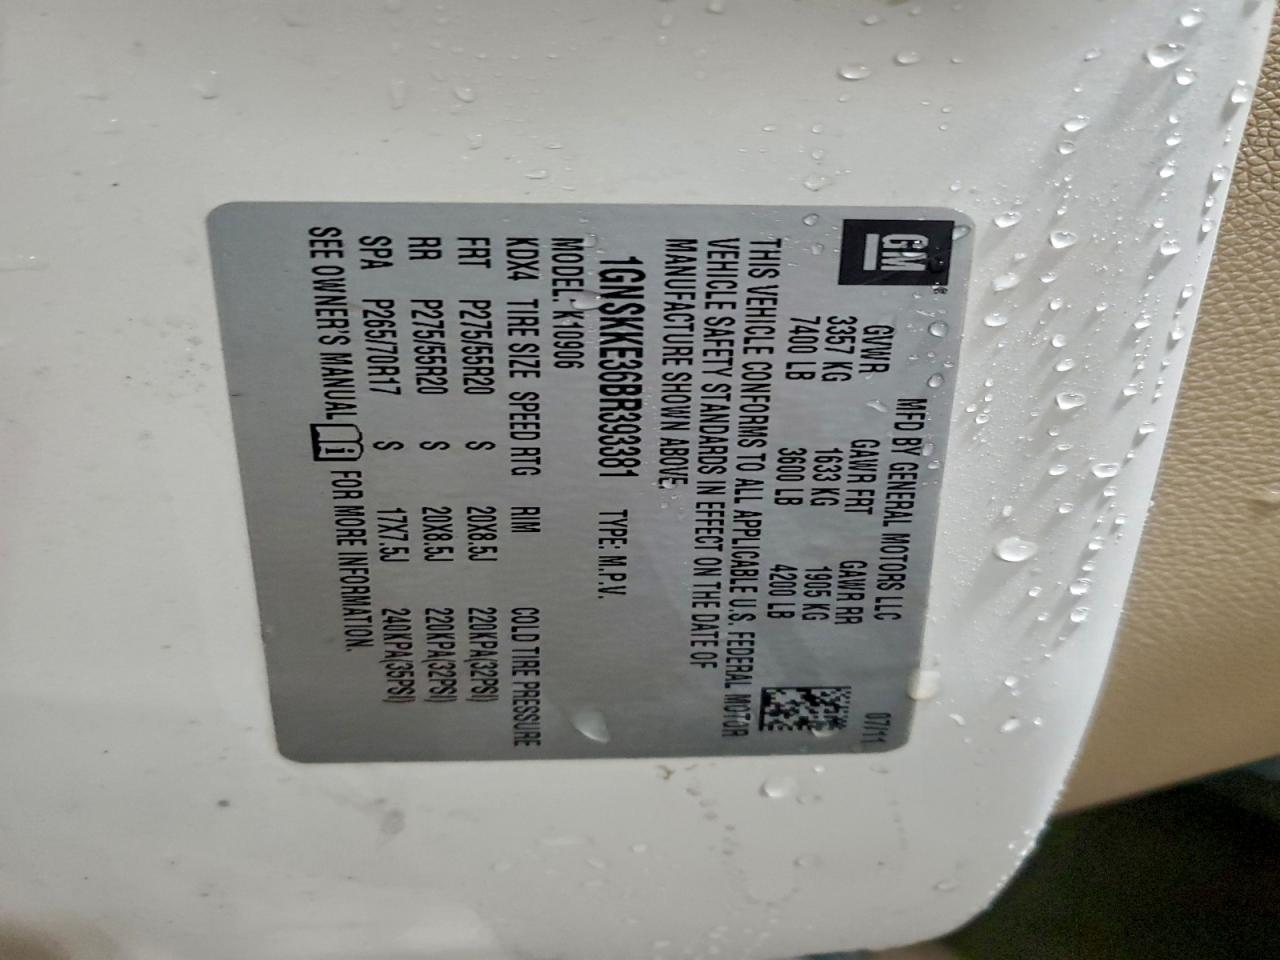 GM
MFD BY GENERAL MOTORS LLC 07/11
GVWR GAWR FRT GAWR RR
3357 KG 1633 KG 1905 KG
7400 LB 3600 LB 4200 LB
THIS VEHICLE CONFORMS TO ALL APPLICABLE U.S. FEDERAL MOTOR
VEHICLE SAFETY STANDARDS IN EFFECT ON THE DATE OF
MANUFACTURE SHOWN ABOVE.
1GNSKKE36BR393381 TYPE: M.P.V.
MODEL: K10906
KDX4 TIRE SIZE SPEED RTG RIM COLD TIRE PRESSURE
FRT P275/55R20 S 20X8.5J 220KPA(32PSI)
RR P275/55R20 S 20X8.5J 220KPA(32PSI)
SPA P265/70R17 S 17X7.5J 240KPA(35PSI)
SEE OWNER'S MANUAL i FOR MORE INFORMATION.